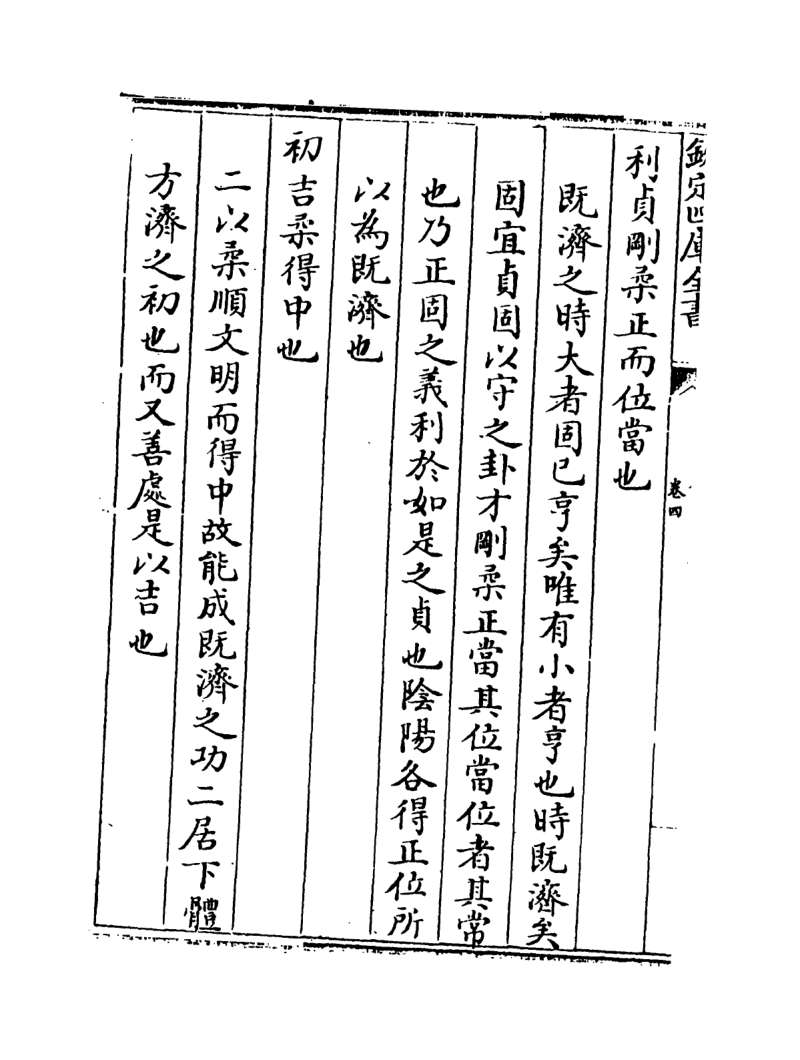 欽定四庫全書
卷四
利貞剛柔正而位當也
既濟之時大者固已亨矣唯有小者亨也時既濟矣
固宜貞固以守之卦才剛柔正當其位當位者其常
也乃正固之義利於如是之貞也陰陽各得正位所
以為既濟也
初吉柔得中也
二以柔順文明而得中故能成既濟之功二居下體
方濟之初也而又善處是以吉也